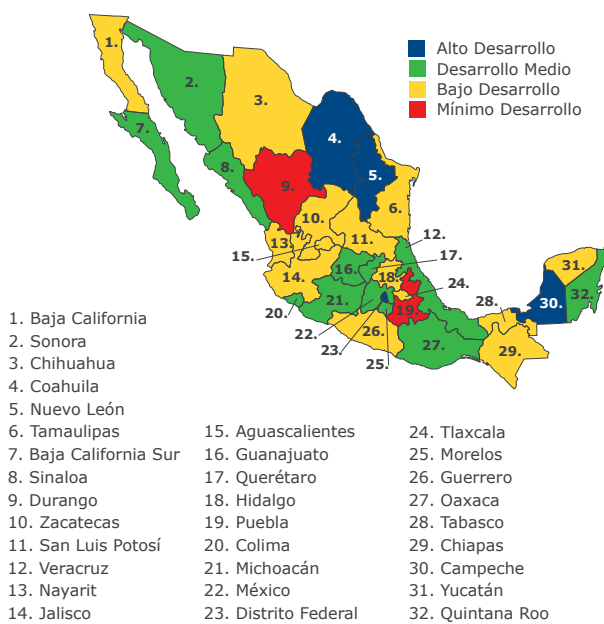 Alto Desarrollo
Desarrollo Medio
Bajo Desarrollo
Mínimo Desarrollo
1.
2.
3.
4.
5.
6.
7.
8.
9.
10.
11.
12.
13.
14.
15.
16.
17.
18.
19.
20.
21.
22.
23.
24.
25.
26.
27.
28.
29.
30.
31.
32.
1. Baja California
2. Sonora
3. Chihuahua
4. Coahuila
5. Nuevo León
6. Tamaulipas
7. Baja California Sur
8. Sinaloa
9. Durango
10. Zacatecas
11. San Luis Potosí
12. Veracruz
13. Nayarit
14. Jalisco
15. Aguascalientes
16. Guanajuato
17. Querétaro
18. Hidalgo
19. Puebla
20. Colima
21. Michoacán
22. México
23. Distrito Federal
24. Tlaxcala
25. Morelos
26. Guerrero
27. Oaxaca
28. Tabasco
29. Chiapas
30. Campeche
31. Yucatán
32. Quintana Roo